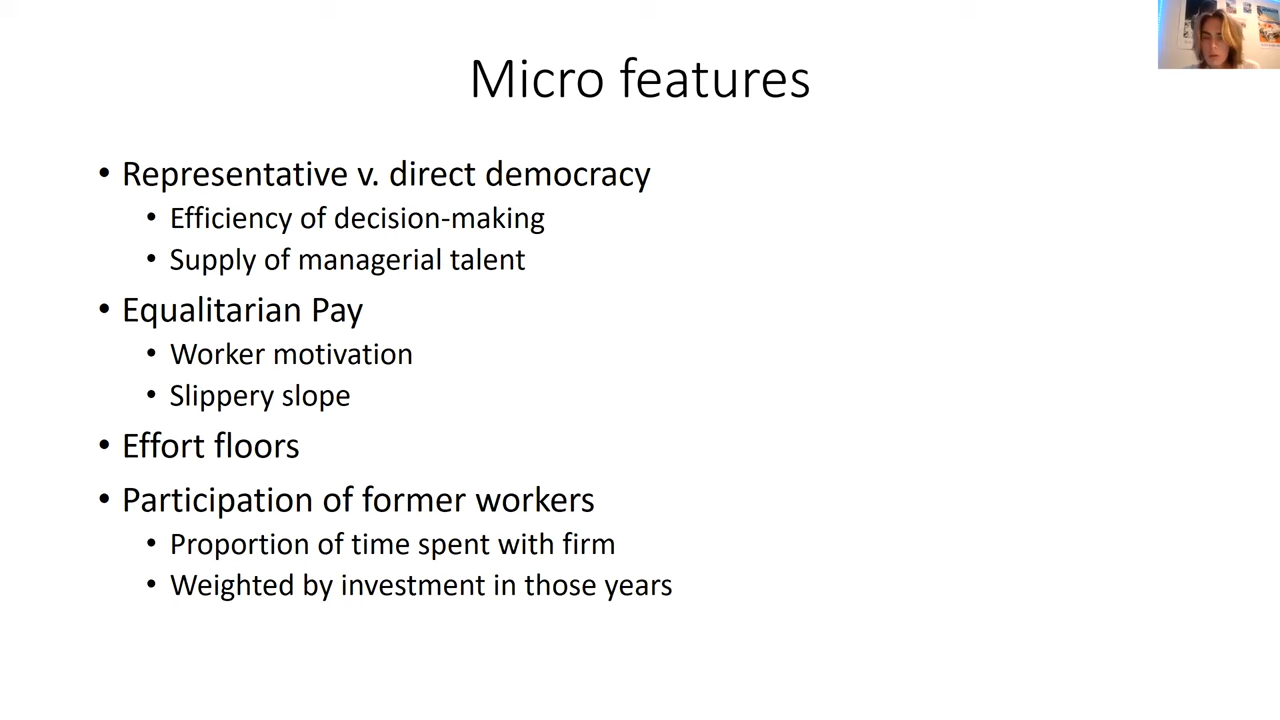 Micro features
• Representative v. direct democracy
• Efficiency of decision-making
• Supply of managerial talent
• Equalitarian Pay
• Worker motivation
• Slippery slope
• Effort floors
• Participation of former workers
• Proportion of time spent with firm
• Weighted by investment in those years